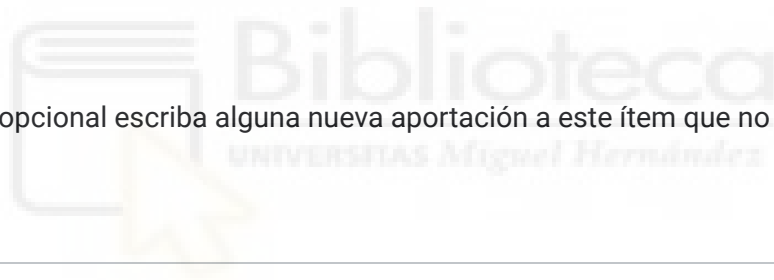 Biblioteca
opcional escriba alguna nueva aportación a este ítem que no
UNIVERSITAS Miguel Hernández